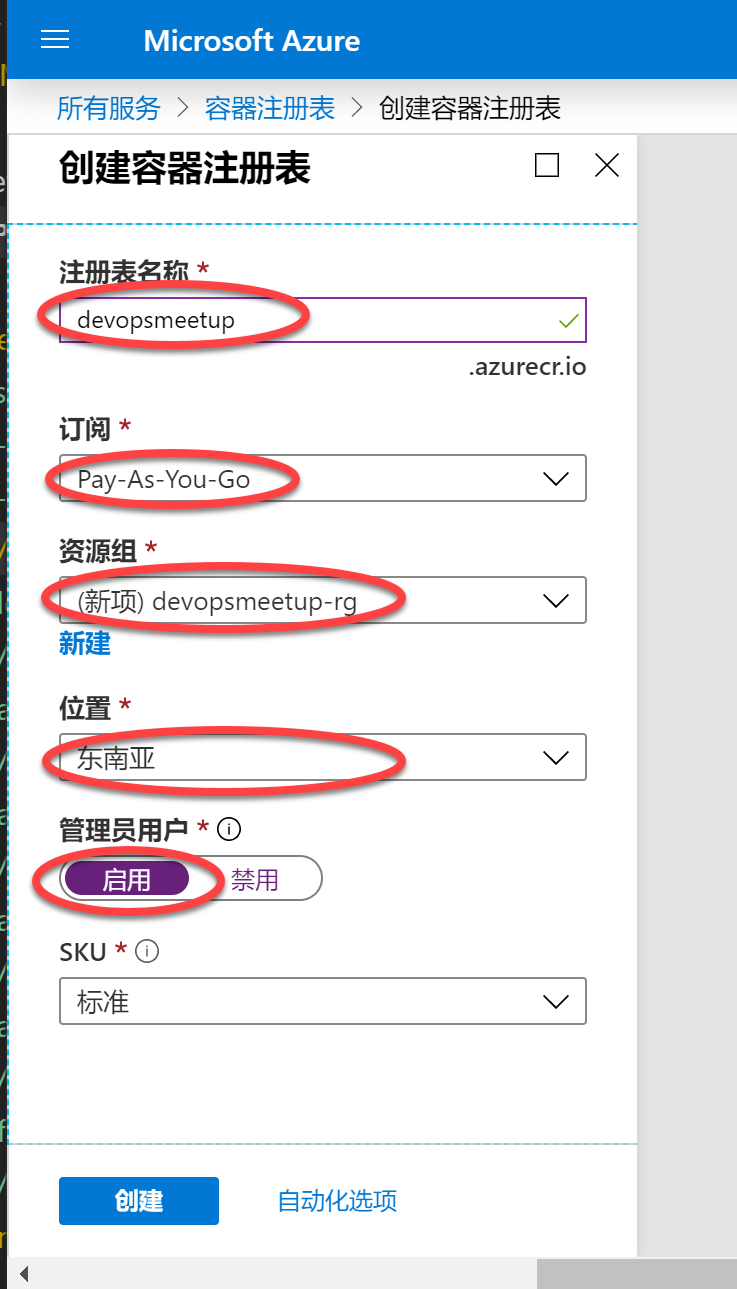 Microsoft Azure
所有服务 > 容器注册表 > 创建容器注册表
创建容器注册表
注册表名称 *
devopsmeetup
.azurecr.io
订阅 *
Pay-As-You-Go
资源组 *
(新项) devopsmeetup-rg
新建
位置 *
东南亚
管理员用户 *
启用 禁用
SKU *
标准
创建 自动化选项